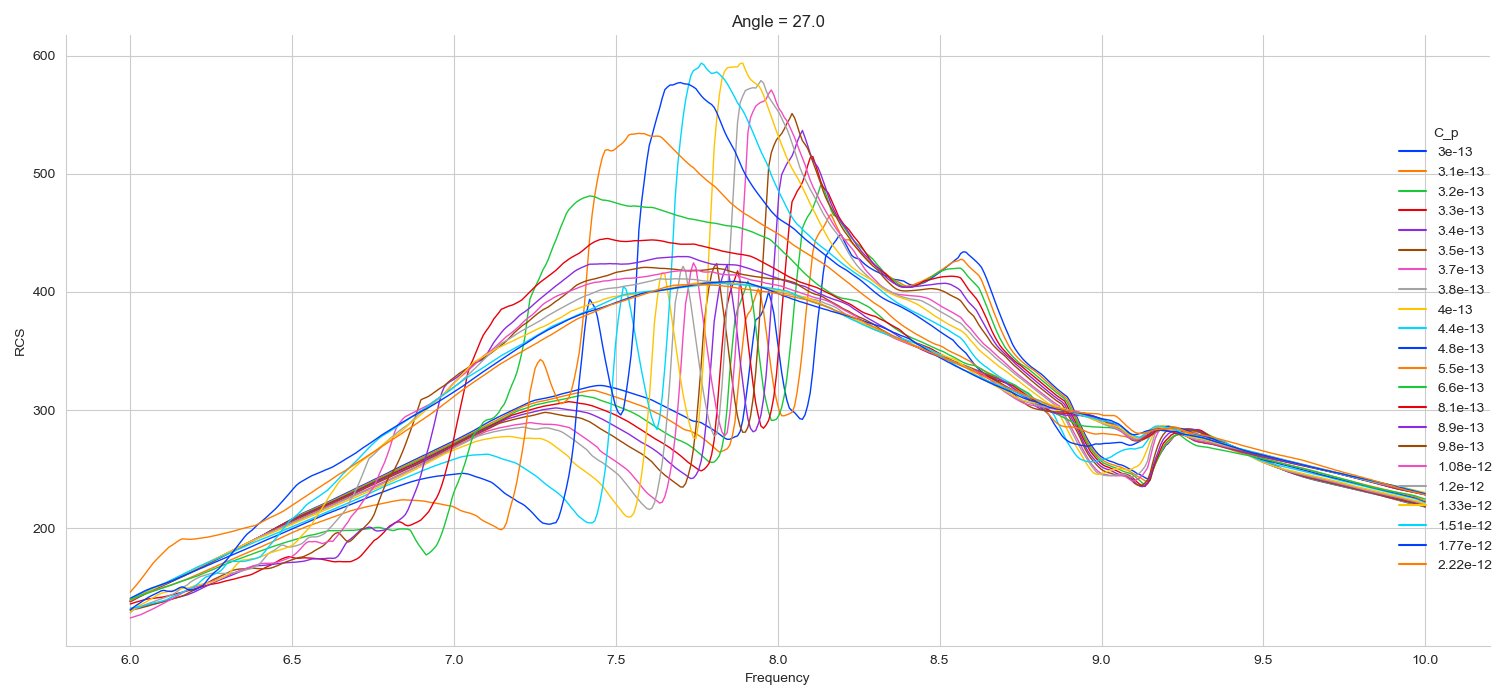 Angle = 27.0
600
500
400
300
200
RCS
6.0 6.5 7.0 7.5 8.0 8.5 9.0 9.5 10.0
Frequency
C_p
3e-13
3.1e-13
3.2e-13
3.3e-13
3.4e-13
3.5e-13
3.7e-13
3.8e-13
4e-13
4.4e-13
4.8e-13
5.5e-13
6.6e-13
8.1e-13
8.9e-13
9.8e-13
1.08e-12
1.2e-12
1.33e-12
1.51e-12
1.77e-12
2.22e-12